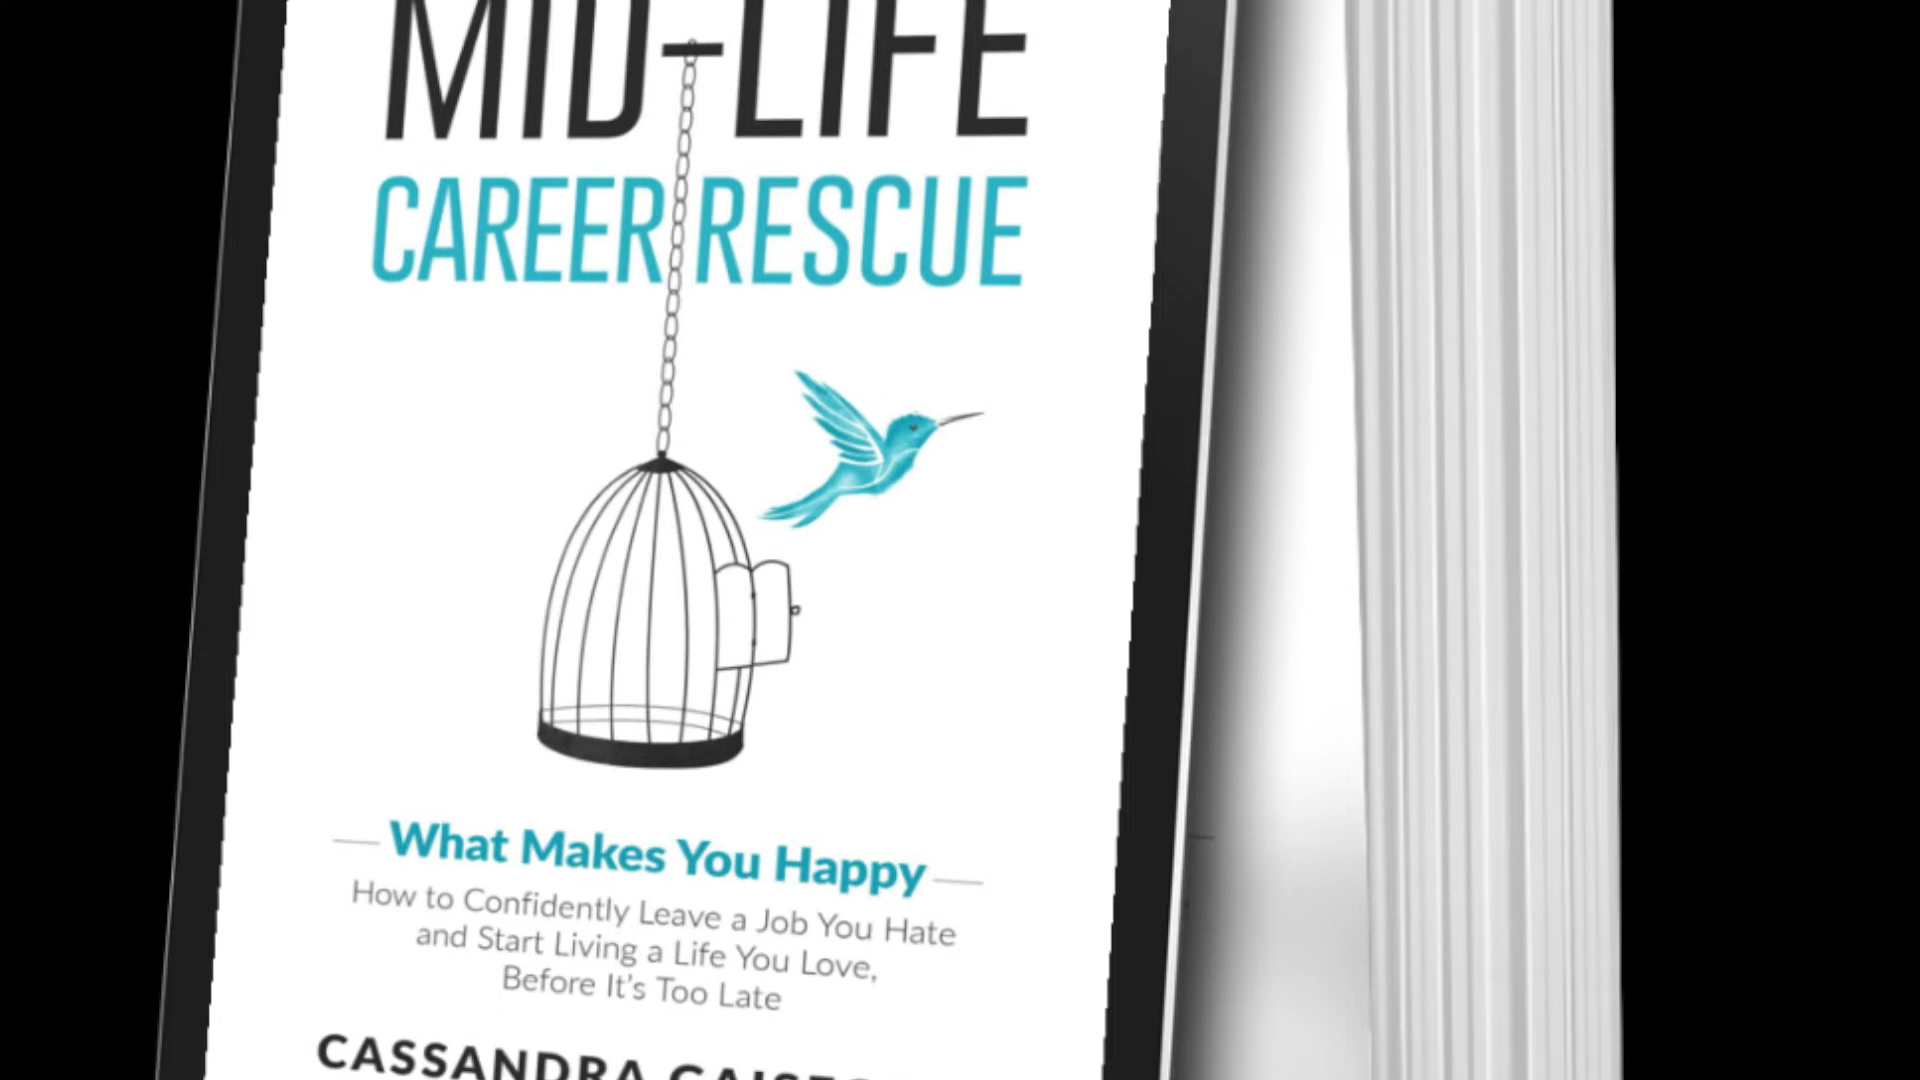 MID-LIFE
CAREER RESCUE
What Makes You Happy
How to Confidently Leave a Job You Hate
and Start Living a Life You Love,
Before It's Too Late
CASSANDRA